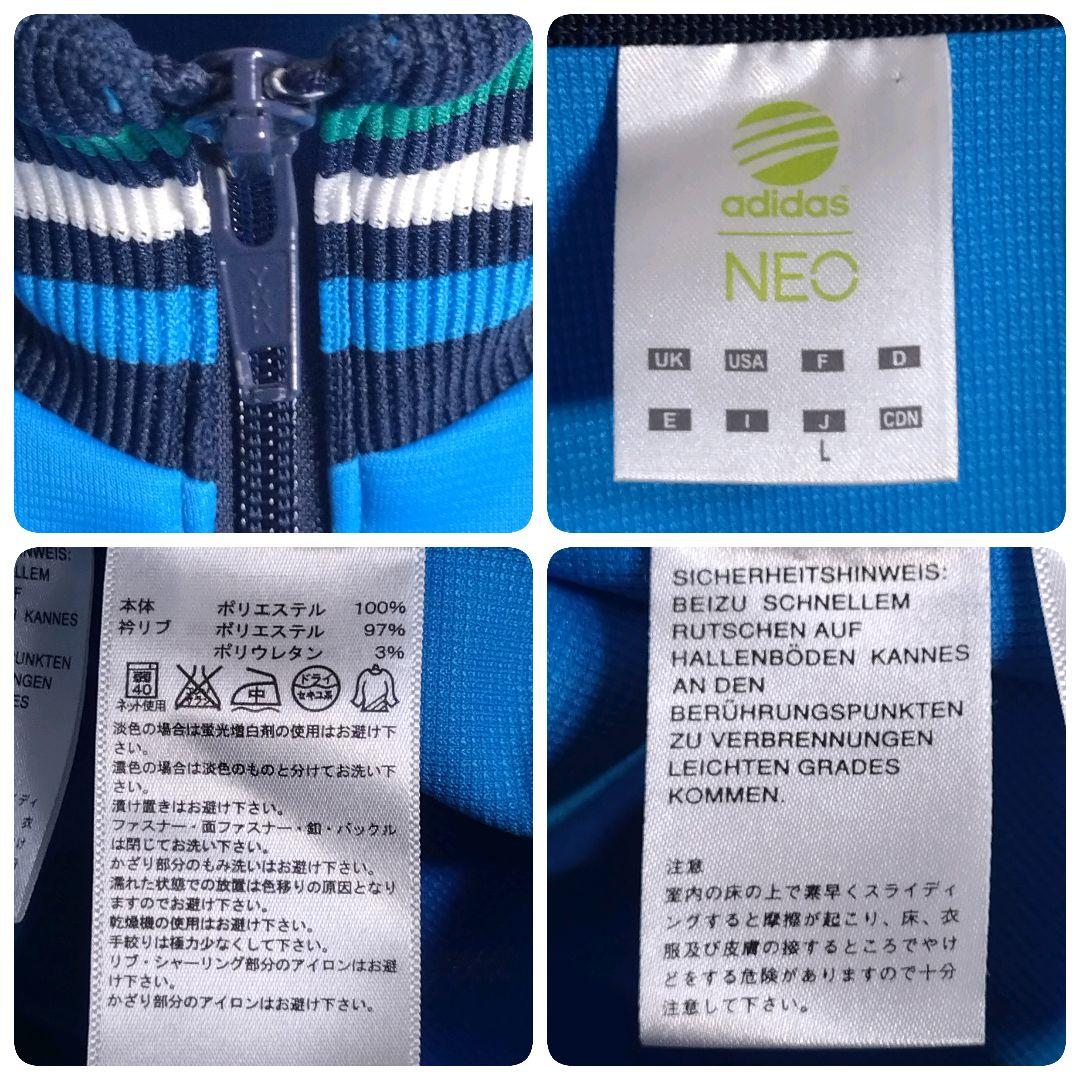 YKK
adidas
NEO
UK USA F D
E I J CDN
L
NWEIS:
LLEM
F
KANNES
PUNKTEN
NGEN
ES
本体 ポリエステル 100%
衿リブ ポリエステル 97%
ポリウレタン 3%
弱
40
ネット使用
中
ドライ
セキユ系
淡色の場合は蛍光増白剤の使用はお避け下
さい。
濃色の場合は淡色のものと分けてお洗い下
さい。
漬け置きはお避け下さい。
ファスナー・面ファスナー・釦・バックル
は閉じてお洗い下さい。
かざり部分のもみ洗いはお避け下さい。
濡れた状態での放置は色移りの原因となり
ますのでお避け下さい。
乾燥機の使用はお避け下さい。
手絞りは極力少なくして下さい。
リブ・シャーリング部分のアイロンはお避
け下さい。
かざり部分のアイロンはお避け下さい。
SICHERHEITSHINWEIS:
BEIZU SCHNELLEM
RUTSCHEN AUF
HALLENBÖDEN KANNES
AN DEN
BERÜHRUNGSPUNKTEN
ZU VERBRENNUNGEN
LEICHTEN GRADES
KOMMEN.
注意
室内の床の上で素早くスライディ
ングすると摩擦が起こり、床、衣
服及び皮膚の接するところでやけ
どをする危険がありますので十分
注意して下さい。